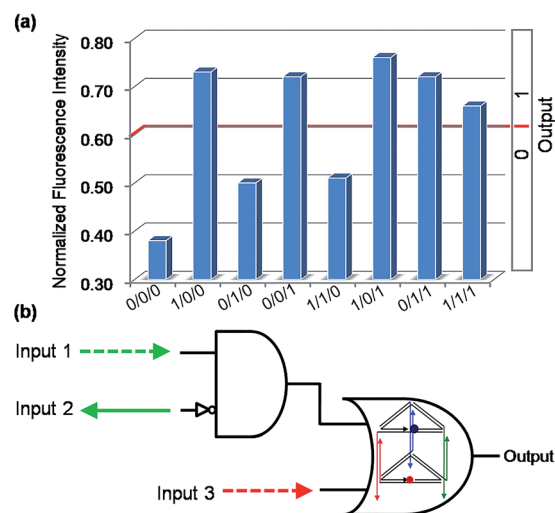 (a)
Normalized Fluorescence Intensity
0.80
0.70
0.60
0.50
0.40
0.30
0/0/0
1/0/0
0/1/0
0/0/1
1/1/0
1/0/1
0/1/1
1/1/1
1
0
Output
(b)
Input 1
Input 2
Input 3
Output